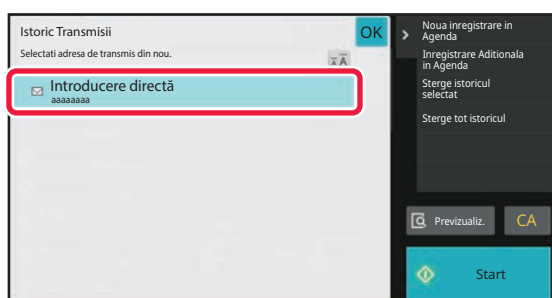 Istoric Transmisii
OK
Selectati adresa de transmis din nou.
Introducere directă
aaaaaaaa
Noua inregistrare in
Agenda
Inregistrare Aditionala
in Agenda
Sterge istoricul
selectat
Sterge tot istoricul
Previzualiz.
CA
Start